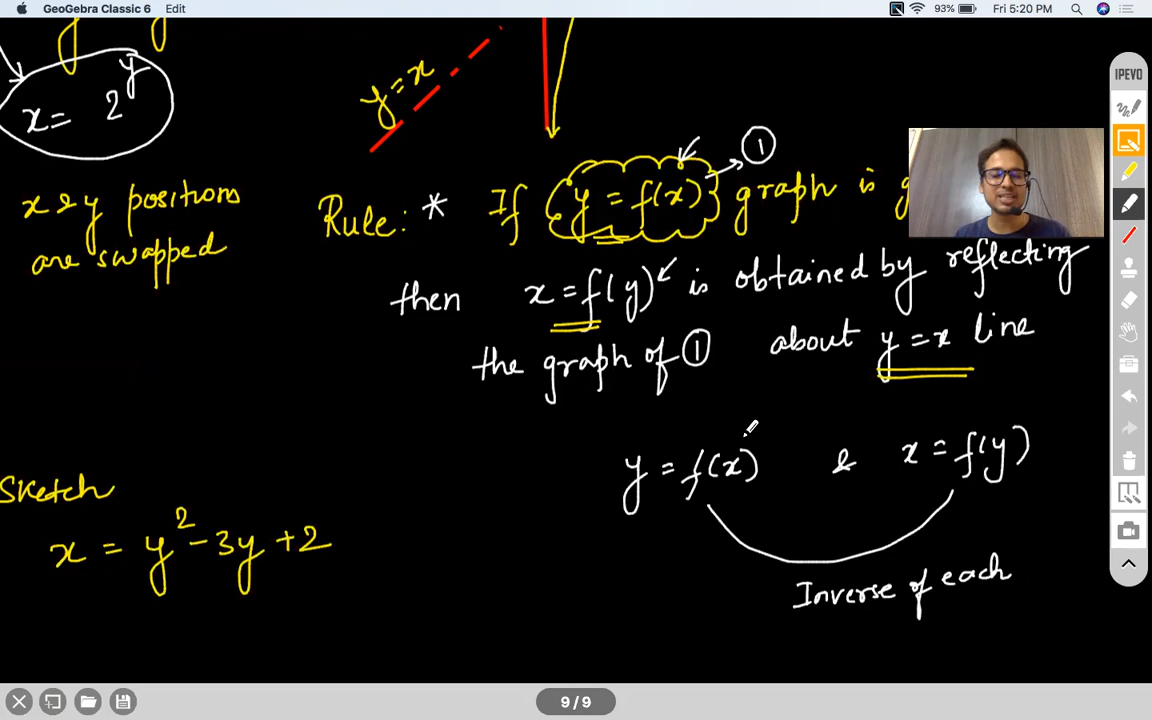 GeoGebra Classic 6 Edit
93% Fri 5:20 PM
IPEVO
x = 2^y
y = x
x & y positions
are swapped
Rule: * If { y = f(x) } graph is g
1
then x = f(y) is obtained by reflecting
the graph of ① about y = x line
y = f(x) & x = f(y)
Inverse of each
Sketch
x = y² - 3y + 2
9 / 9